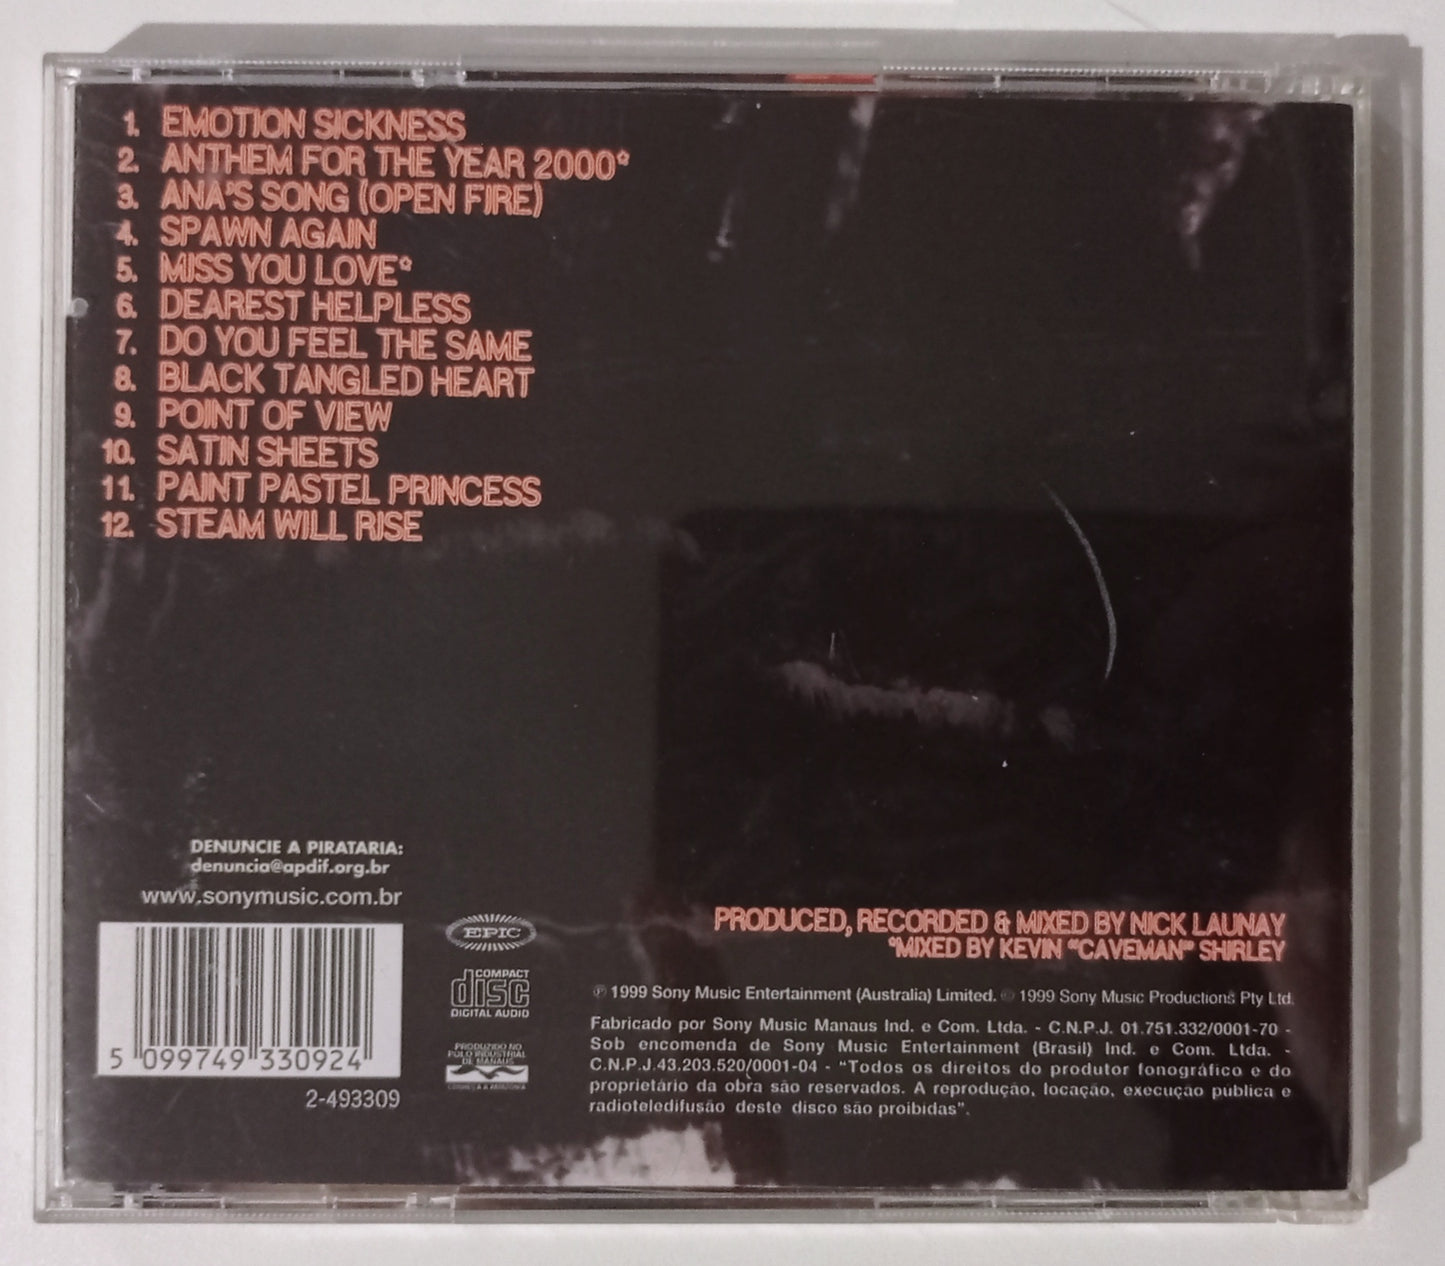 1. EMOTION SICKNESS
2. ANTHEM FOR THE YEAR 2000*
3. ANA'S SONG (OPEN FIRE)
4. SPAWN AGAIN
5. MISS YOU LOVE*
6. DEAREST HELPLESS
7. DO YOU FEEL THE SAME
8. BLACK TANGLED HEART
9. POINT OF VIEW
10. SATIN SHEETS
11. PAINT PASTEL PRINCESS
12. STEAM WILL RISE
DENUNCIE A PIRATARIA:
denuncia@apdif.org.br
www.sonymusic.com.br
5 099749 330924
2-493309
EPIC
COMPACT
disc
DIGITAL AUDIO
PRODUZIDO NO
PÓLO INDUSTRIAL
DE MANAUS
CONHEÇA A AMAZÔNIA
PRODUCED, RECORDED & MIXED BY NICK LAUNAY
*MIXED BY KEVIN "CAVEMAN" SHIRLEY
℗ 1999 Sony Music Entertainment (Australia) Limited. © 1999 Sony Music Productions Pty Ltd.
Fabricado por Sony Music Manaus Ind. e Com. Ltda. - C.N.P.J. 01.751.332/0001-70 -
Sob encomenda de Sony Music Entertainment (Brasil) Ind. e Com. Ltda. -
C.N.P.J.43.203.520/0001-04 - "Todos os direitos do produtor fonográfico e do
proprietário da obra são reservados. A reprodução, locação, execução pública e
radioteledifusão deste disco são proibidas".